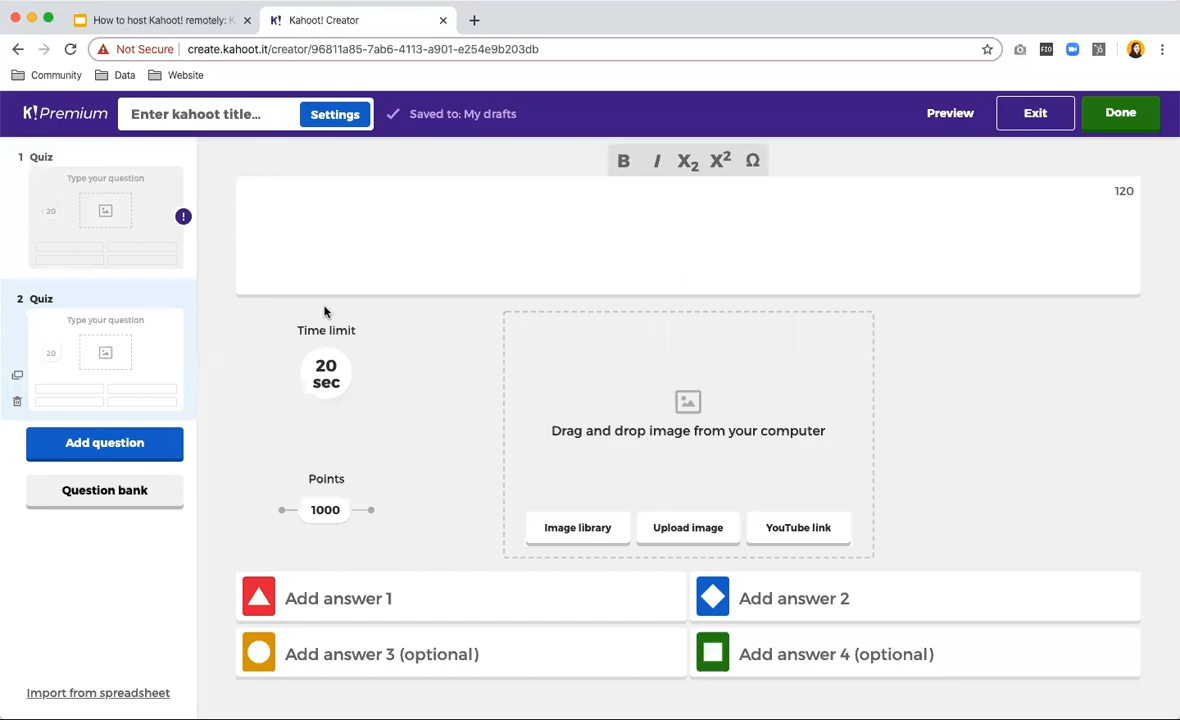 How to host Kahoot! remotely: K
K! Kahoot! Creator
Not Secure create.kahoot.it/creator/96811a85-7ab6-4113-a901-e254e9b203db
FIO
Community Data Website
K!Premium Enter kahoot title... Settings Saved to: My drafts Preview Exit Done
1 Quiz
Type your question
20
!
2 Quiz
Type your question
20
Add question
Question bank
Import from spreadsheet
B I X2 X2 Ω
120
Time limit
20
sec
Points
1000
Drag and drop image from your computer
Image library Upload image YouTube link
Add answer 1 Add answer 2
Add answer 3 (optional) Add answer 4 (optional)